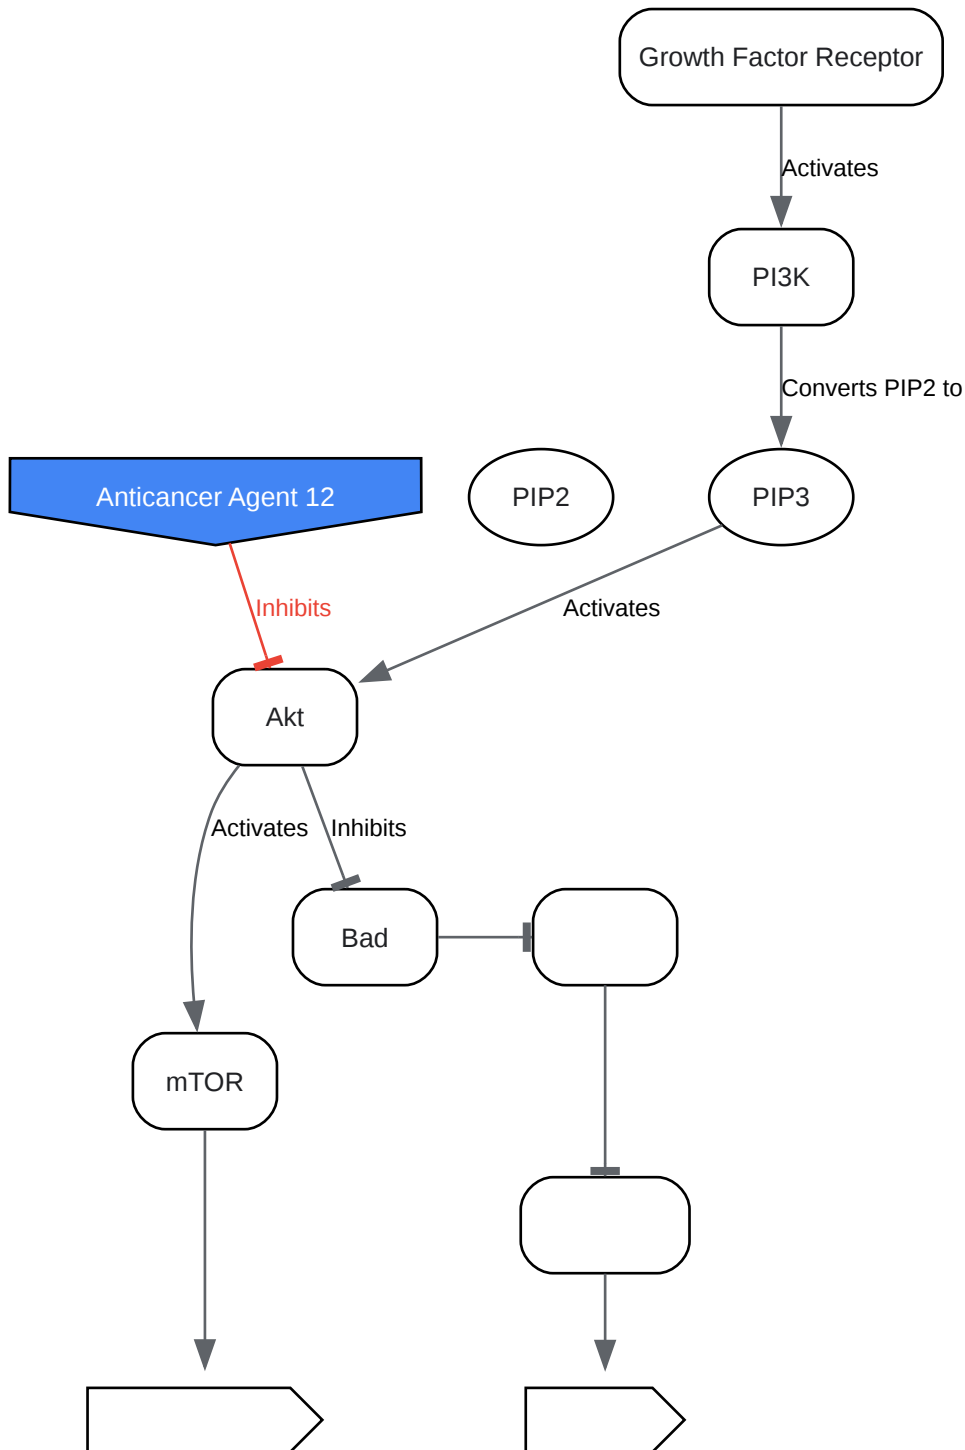 Growth Factor Receptor
Activates
PI3K
Converts PIP2 to
Anticancer Agent 12
PIP2
PIP3
Inhibits
Activates
Akt
Activates
Inhibits
Bad
mTOR